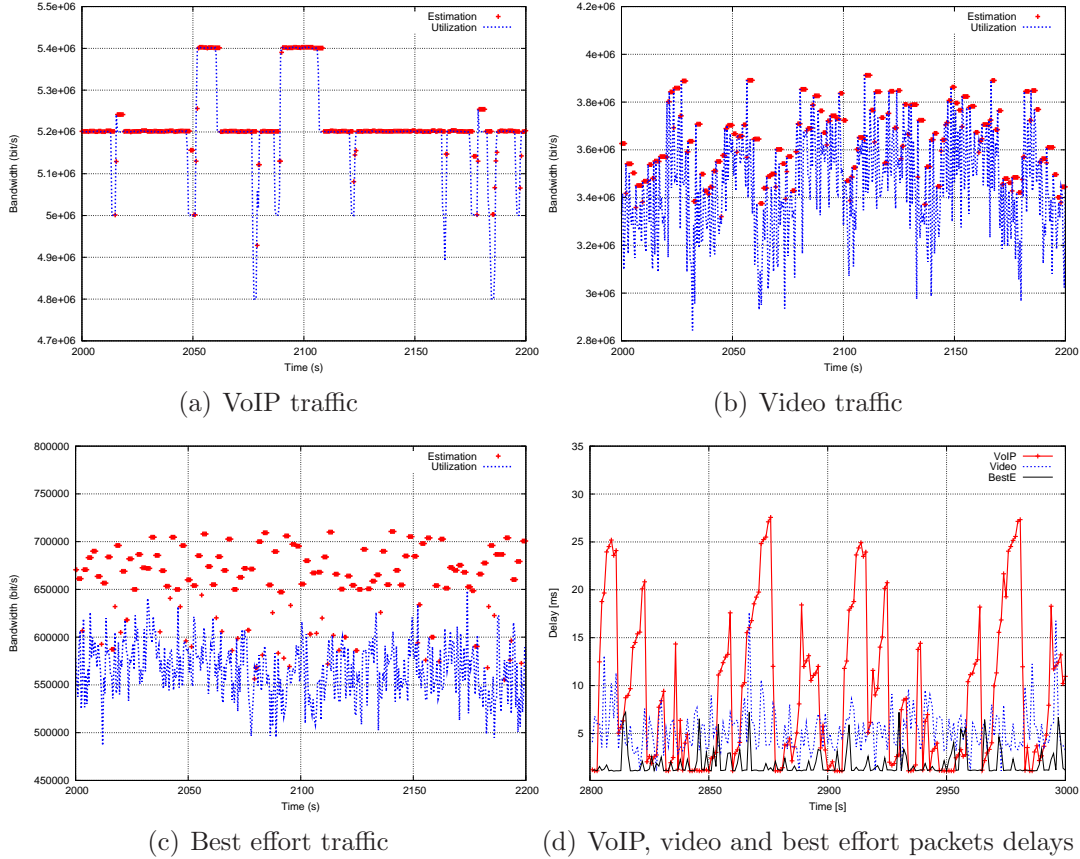 5.5e+06
5.4e+06
5.3e+06
5.2e+06
5.1e+06
5e+06
4.9e+06
4.8e+06
4.7e+06
Bandwidth (bit/s)
Estimation
Utilization
2000 2050 2100 2150 2200
Time (s)
(a) VoIP traffic
4.2e+06
4e+06
3.8e+06
3.6e+06
3.4e+06
3.2e+06
3e+06
2.8e+06
Bandwidth (bit/s)
Estimation
Utilization
2000 2050 2100 2150 2200
Time (s)
(b) Video traffic
800000
750000
700000
650000
600000
550000
500000
450000
Bandwidth (bit/s)
Estimation
Utilization
2000 2050 2100 2150 2200
Time (s)
(c) Best effort traffic
35
30
25
20
15
10
5
Delay [ms]
VoIP
Video
BestE
2800 2850 2900 2950 3000
Time [s]
(d) VoIP, video and best effort packets delays